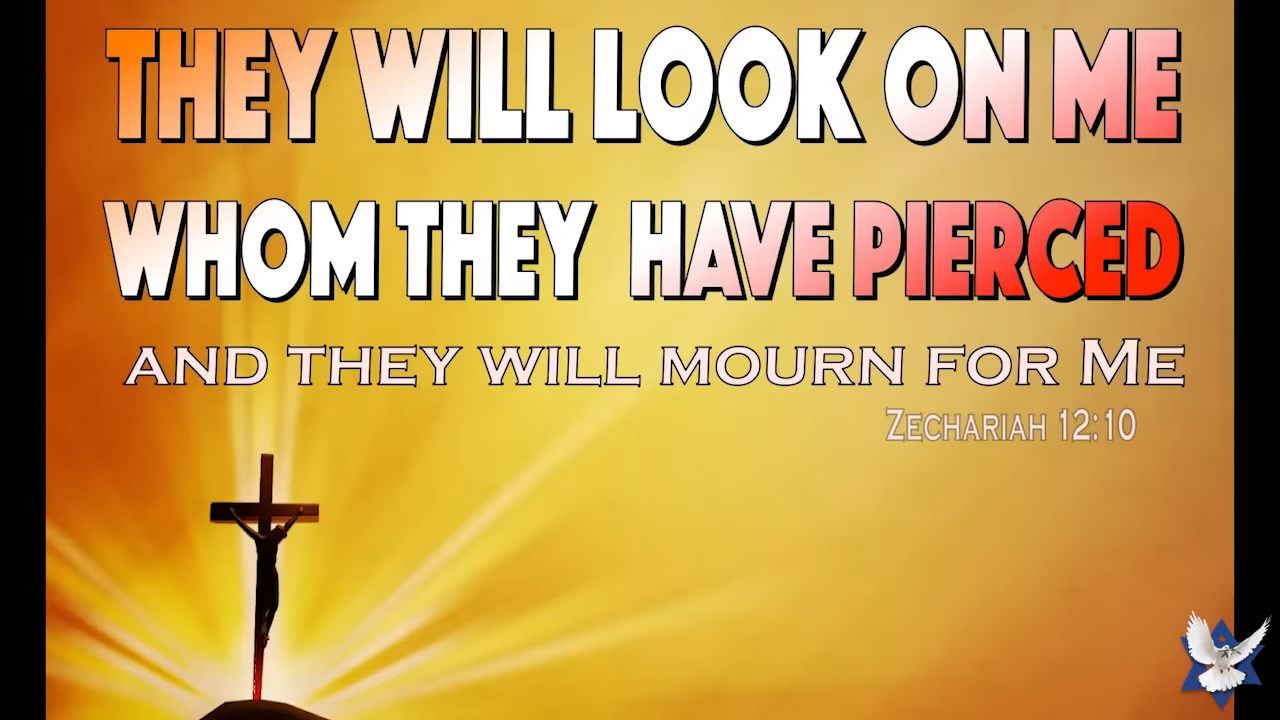 THEY WILL LOOK ON ME
WHOM THEY HAVE PIERCED
AND THEY WILL MOURN FOR ME
ZECHARIAH 12:10